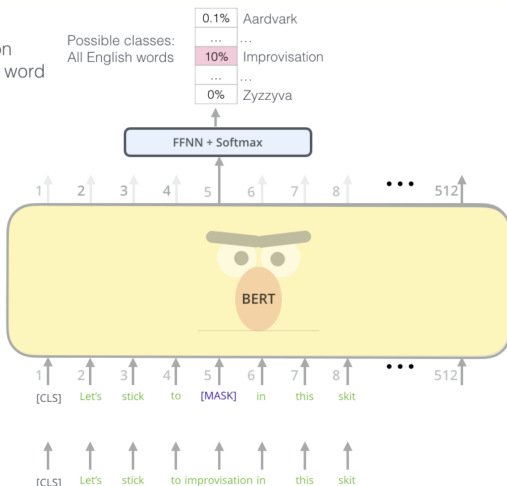 0.1% Aardvark
Possible classes:
... ...
on
All English words
10% Improvisation
word
... ...
0% Zyzzyva
FFNN + Softmax
1 2 3 4 5 6 7 8 ••• 512
BERT
1 2 3 4 5 6 7 8 ••• 512
[CLS] Let's stick to [MASK] in this skit
[CLS] Let's stick to improvisation in this skit